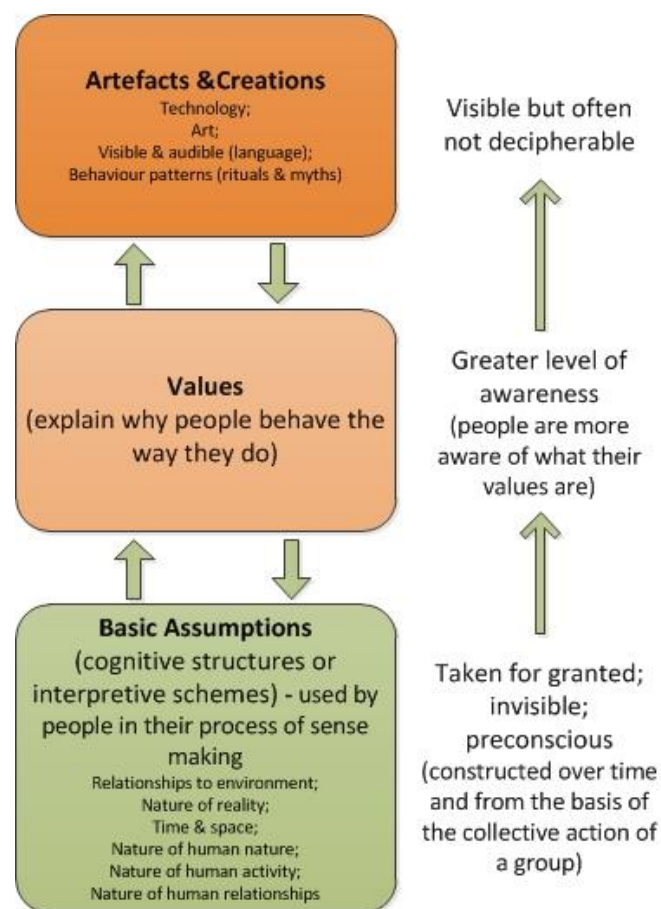 Artefacts &Creations
Technology;
Art;
Visible & audible (language);
Behaviour patterns (rituals & myths)
Visible but often
not decipherable
Values
(explain why people behave the
way they do)
Greater level of
awareness
(people are more
aware of what their
values are)
Basic Assumptions
(cognitive structures or
interpretive schemes) - used by
people in their process of sense
making
Relationships to environment;
Nature of reality;
Time & space;
Nature of human nature;
Nature of human activity;
Nature of human relationships
Taken for granted;
invisible;
preconscious
(constructed over time
and from the basis of
the collective action of
a group)